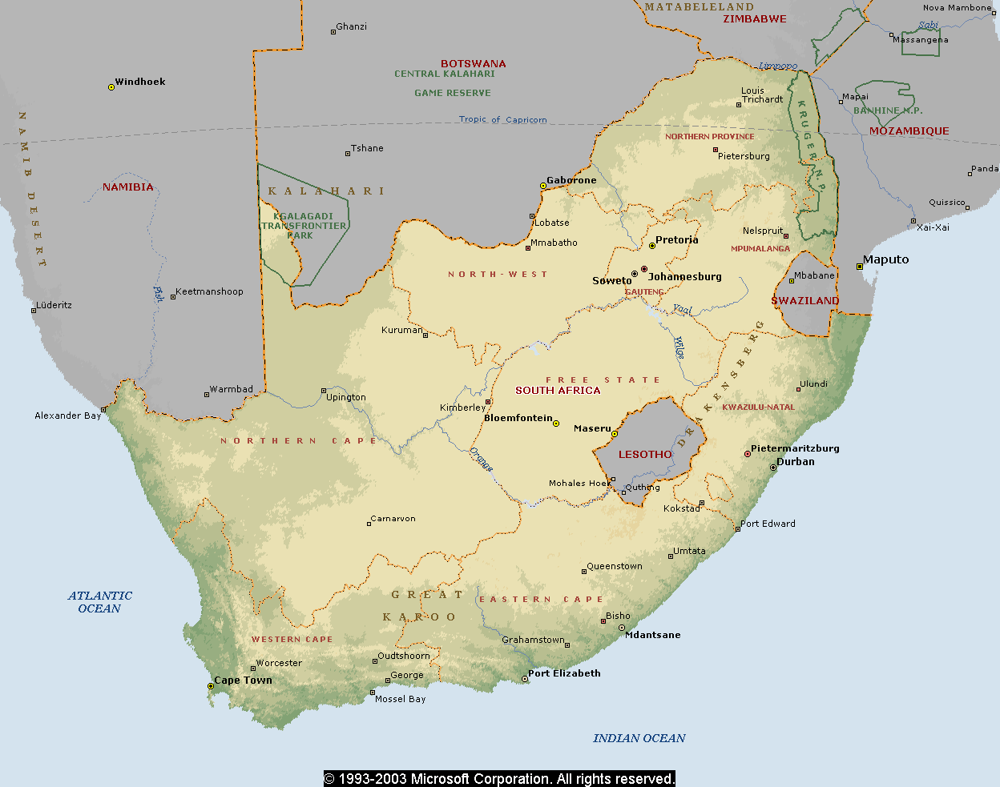 MATABELELAND
Nova Mambone
ZIMBABWE
Sabi
Ghanzi
Massangena
BOTSWANA
Limpopo
CENTRAL KALAHARI
GAME RESERVE
Windhoek
Louis
Trichardt
Mapai
BANHINE N.P.
KRUGER N.P.
Tropic of Capricorn
MOZAMBIQUE
NORTHERN PROVINCE
Tshane
Pietersburg
NAMIB DESERT
Panda
NAMIBIA
KALAHARI
Gaborone
Quissico
KGALAGADI
TRANSFRONTIER
PARK
Lobatse
Xai-Xai
Nelspruit
Mmabatho
Pretoria
MPUMALANGA
Maputo
NORTH-WEST
Johannesburg
Soweto
Mbabane
GAUTENG
Keetmanshoop
Fish
SWAZILAND
Lüderitz
Vaal
Kuruman
Wilge
DRAKENSBERG
FREE STATE
SOUTH AFRICA
Ulundi
Warmbad
Upington
Kimberley
KWAZULU-NATAL
Alexander Bay
Bloemfontein
Maseru
NORTHERN CAPE
Pietermaritzburg
LESOTHO
Orange
Durban
Mohales Hoek
Quthing
Kokstad
Carnarvon
Port Edward
Umtata
Queenstown
ATLANTIC
OCEAN
GREAT
KAROO
EASTERN CAPE
Bisho
Mdantsane
WESTERN CAPE
Grahamstown
Oudtshoorn
Worcester
George
Port Elizabeth
Cape Town
Mossel Bay
INDIAN OCEAN
© 1993-2003 Microsoft Corporation. All rights reserved.